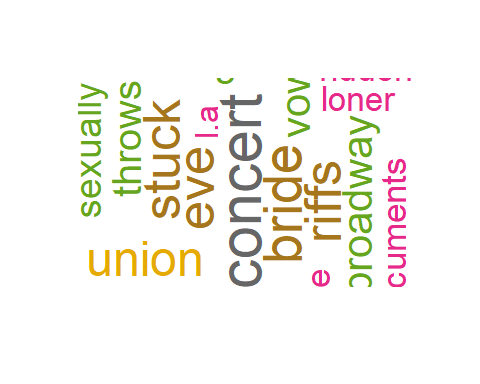 sexually
throws
stuck
eve
l.a
concert
bride
vov
riffs
loner
broadway
cuments
union
e